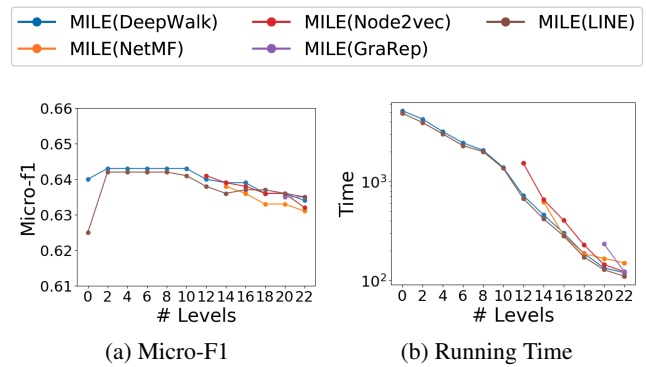 MILE(DeepWalk) MILE(Node2vec) MILE(LINE)
MILE(NetMF) MILE(GraRep)
0.66
0.65
0.64
0.63
0.62
0.61
Micro-f1
0 2 4 6 8 10 12 14 16 18 20 22
# Levels
(a) Micro-F1
10³
10²
Time
0 2 4 6 8 10 12 14 16 18 20 22
# Levels
(b) Running Time